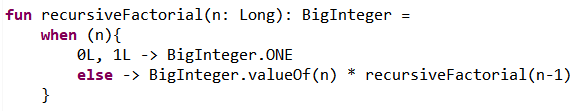 fun recursiveFactorial(n: Long): BigInteger =
    when (n){
        0L, 1L -> BigInteger.ONE
        else -> BigInteger.valueOf(n) * recursiveFactorial(n-1)
    }